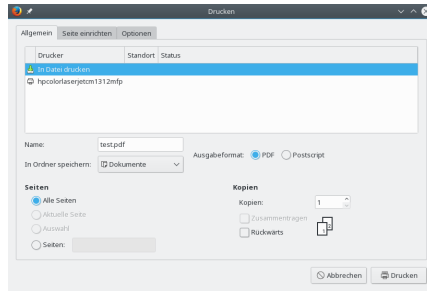 Drucken
Allgemein Seite einrichten Optionen
Drucker Standort Status
In Datei drucken
hpcolorlaserjetcm1312mfp
Name: test.pdf
Ausgabeformat: PDF Postscript
In Ordner speichern: Dokumente
Seiten Kopien
Alle Seiten Kopien: 1
Aktuelle Seite Zusammentragen
Auswahl Rückwärts
Seiten:
Abbrechen Drucken